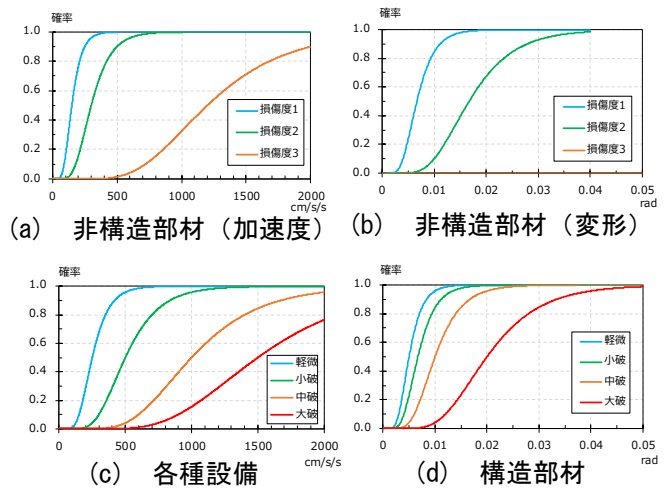 確率
1.0
0.8
0.6
0.4
0.2
0.0
損傷度1
損傷度2
損傷度3
0 500 1000 1500 2000
cm/s/s
(a) 非構造部材（加速度）
確率
1.0
0.8
0.6
0.4
0.2
0.0
損傷度1
損傷度2
損傷度3
0 0.01 0.02 0.03 0.04 0.05
rad
(b) 非構造部材（変形）
確率
1.0
0.8
0.6
0.4
0.2
0.0
軽微
小破
中破
大破
0 500 1000 1500 2000
cm/s/s
(c) 各種設備
確率
1.0
0.8
0.6
0.4
0.2
0.0
軽微
小破
中破
大破
0 0.01 0.02 0.03 0.04 0.05
rad
(d) 構造部材